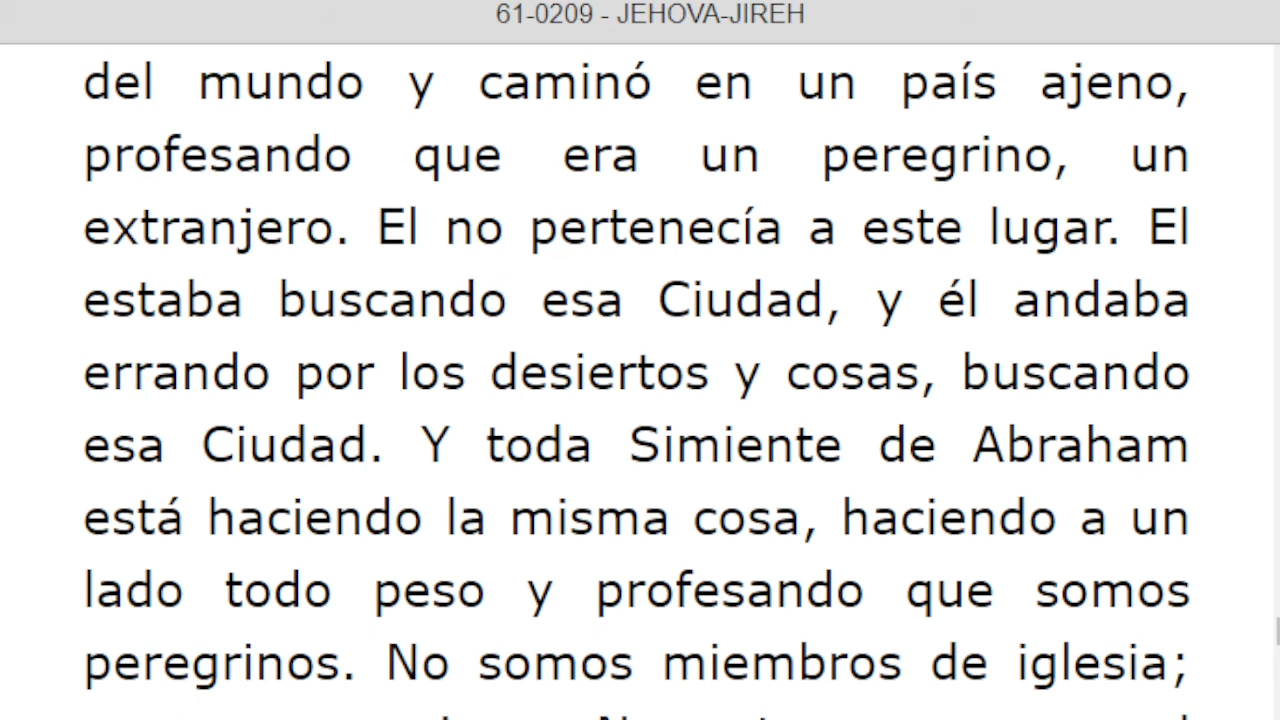 61-0209 - JEHOVA-JIREH
del mundo y caminó en un país ajeno,
profesando que era un peregrino, un
extranjero. El no pertenecía a este lugar. El
estaba buscando esa Ciudad, y él andaba
errando por los desiertos y cosas, buscando
esa Ciudad. Y toda Simiente de Abraham
está haciendo la misma cosa, haciendo a un
lado todo peso y profesando que somos
peregrinos. No somos miembros de iglesia;